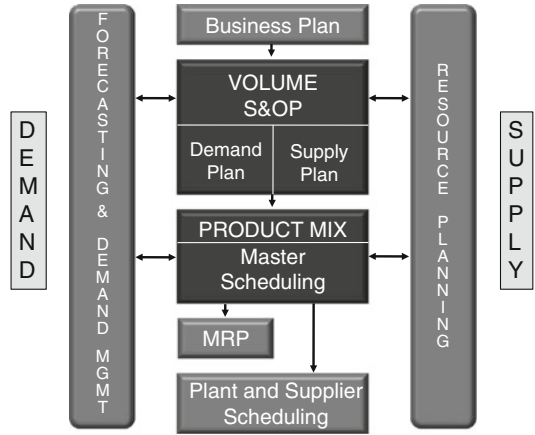 DEMAND
FORECASTING & DEMAND MGMT
Business Plan
VOLUME
S&OP
Demand
Plan
Supply
Plan
PRODUCT MIX
Master
Scheduling
MRP
Plant and Supplier
Scheduling
RESOURCE PLANNING
SUPPLY